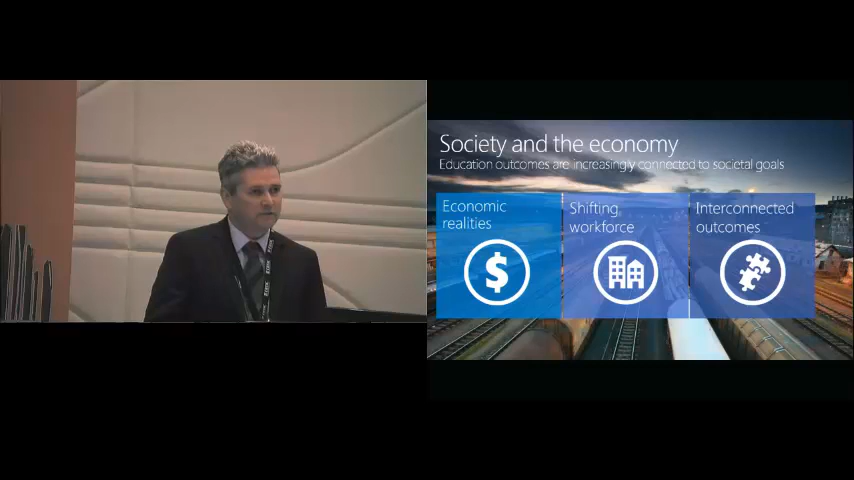 Society and the economy
Education outcomes are increasingly connected to societal goals
Economic
realities
Shifting
workforce
Interconnected
outcomes
$